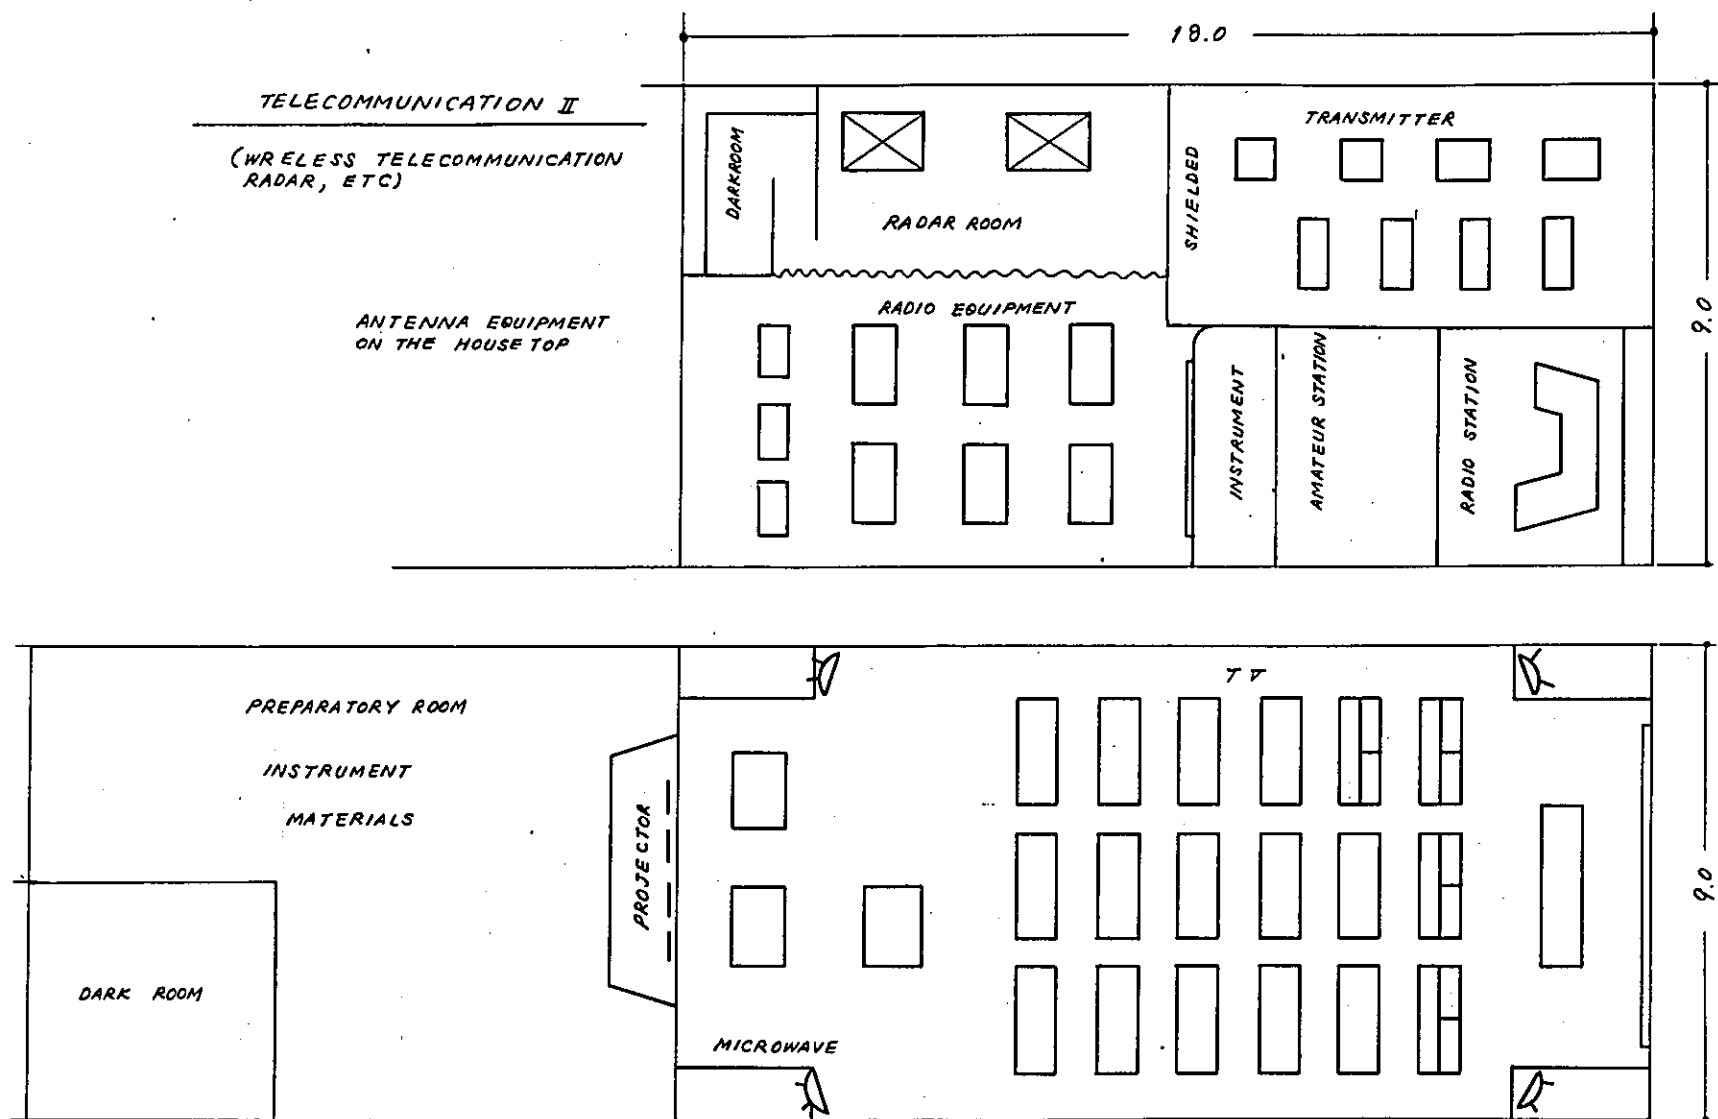 18.0
TELECOMMUNICATION II
(WRELESS TELECOMMUNICATION
RADAR, ETC)
DARKROOM
RADAR ROOM
SHIELDED
TRANSMITTER
ANTENNA EQUIPMENT
ON THE HOUSE TOP
RADIO EQUIPMENT
INSTRUMENT
AMATEUR STATION
RADIO STATION
9.0
PREPARATORY ROOM
INSTRUMENT
MATERIALS
PROJECTOR
DARK ROOM
MICROWAVE
TV
9.0